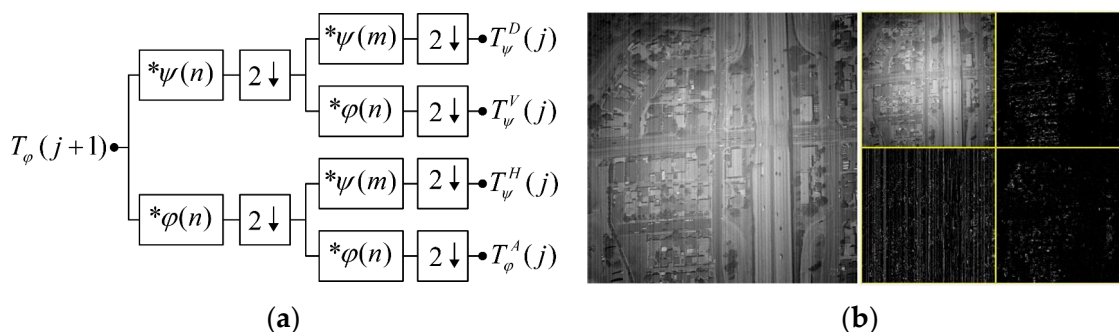 *ψ(m) 2↓ T_ψ^D(j)
*ψ(n) 2↓
*φ(n) 2↓ T_ψ^V(j)
T_φ(j+1)
*ψ(m) 2↓ T_ψ^H(j)
*φ(n) 2↓
*φ(n) 2↓ T_φ^A(j)
(a) (b)